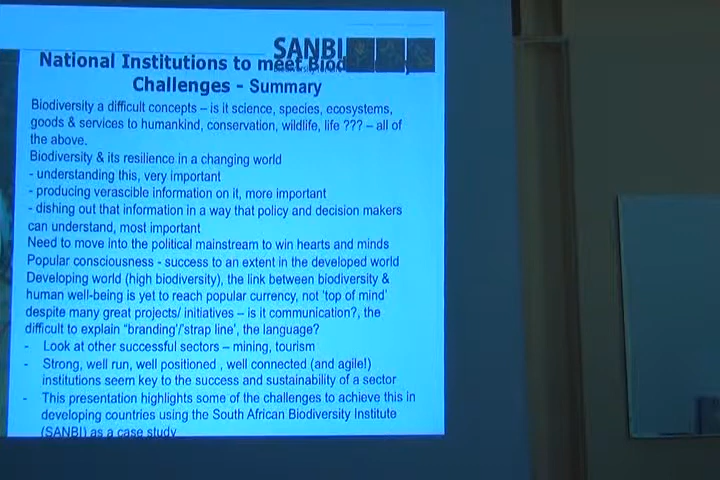 SANBI
National Institutions to meet Biod
Challenges - Summary
Biodiversity a difficult concepts – is it science, species, ecosystems,
goods & services to humankind, conservation, wildlife, life ??? – all of
the above.
Biodiversity & its resilience in a changing world
- understanding this, very important
- producing verascible information on it, more important
- dishing out that information in a way that policy and decision makers
can understand, most important
Need to move into the political mainstream to win hearts and minds
Popular consciousness - success to an extent in the developed world
Developing world (high biodiversity), the link between biodiversity &
human well-being is yet to reach popular currency, not 'top of mind'
despite many great projects/ initiatives – is it communication?, the
difficult to explain "branding'/'strap line', the language?
- Look at other successful sectors – mining, tourism
- Strong, well run, well positioned , well connected (and agile!)
institutions seem key to the success and sustainability of a sector
- This presentation highlights some of the challenges to achieve this in
developing countries using the South African Biodiversity Institute
(SANBI) as a case study